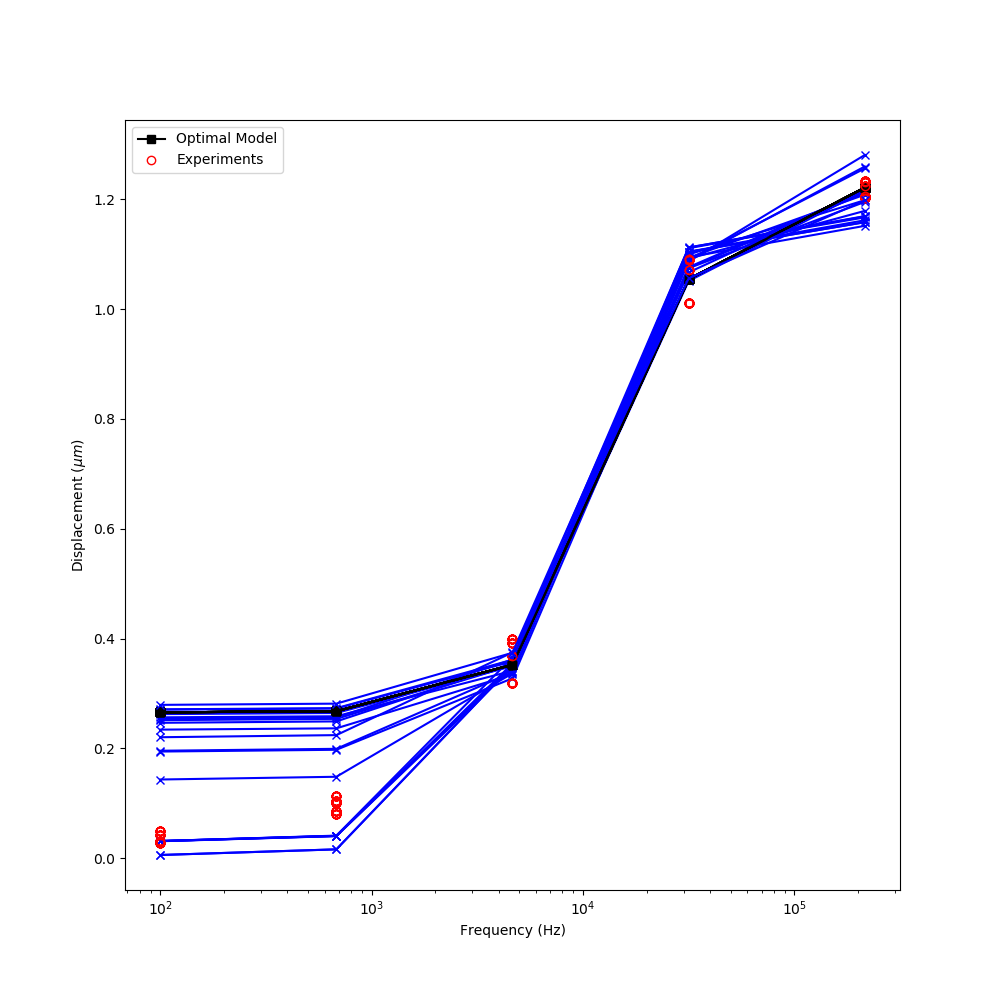 Optimal Model
Experiments
1.2
1.0
0.8
0.6
0.4
0.2
0.0
Displacement (μm)
10² 10³ 10⁴ 10⁵
Frequency (Hz)